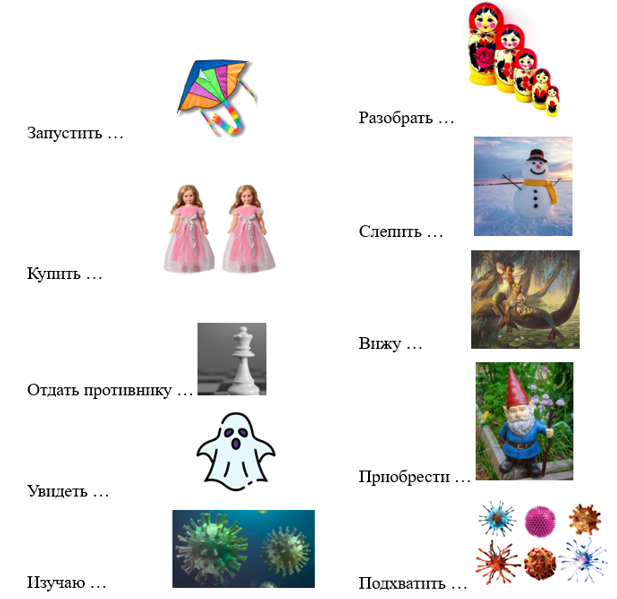 Запустить …
Купить …
Отдать противнику …
Увидеть …
Изучаю …
Разобрать …
Слепить …
Вижу …
Приобрести …
Подхватить …